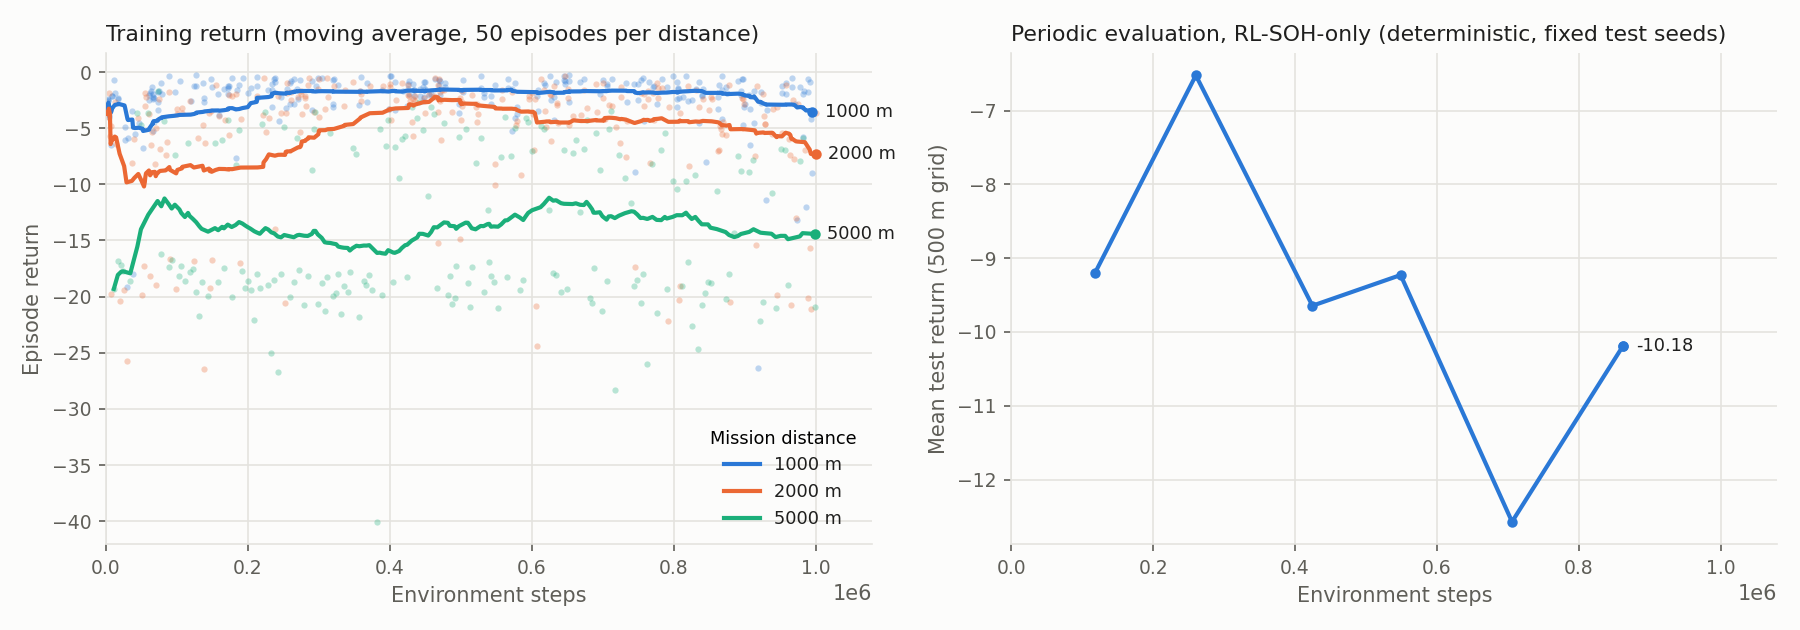 Training return (moving average, 50 episodes per distance)
Episode return
0
−5
−10
−15
−20
−25
−30
−35
−40
1000 m
2000 m
5000 m
Mission distance
1000 m
2000 m
5000 m
0.0 0.2 0.4 0.6 0.8 1.0
1e6
Environment steps
Periodic evaluation, RL-SOH-only (deterministic, fixed test seeds)
Mean test return (500 m grid)
−7
−8
−9
−10
−11
−12
-10.18
0.0 0.2 0.4 0.6 0.8 1.0
1e6
Environment steps